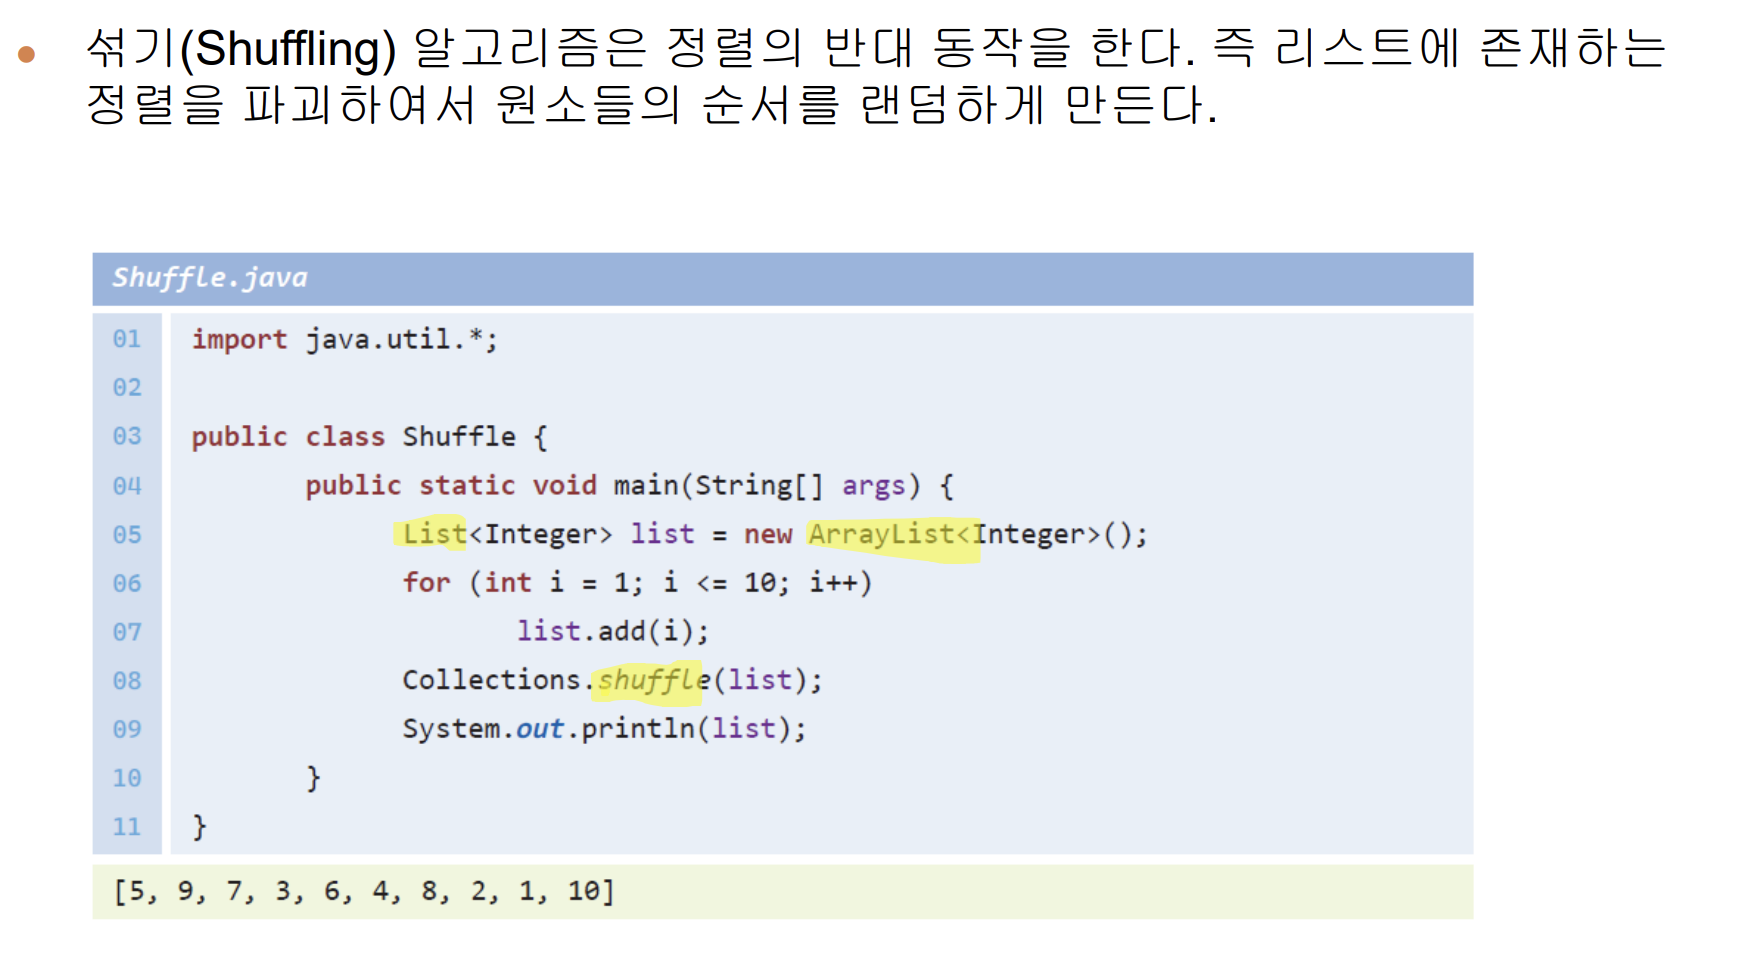 • 섞기(Shuffling) 알고리즘은 정렬의 반대 동작을 한다. 즉 리스트에 존재하는
정렬을 파괴하여서 원소들의 순서를 랜덤하게 만든다.
Shuffle.java
01 import java.util.*;
02
03 public class Shuffle {
04 public static void main(String[] args) {
05 List<Integer> list = new ArrayList<Integer>();
06 for (int i = 1; i <= 10; i++)
07 list.add(i);
08 Collections.shuffle(list);
09 System.out.println(list);
10 }
11 }
[5, 9, 7, 3, 6, 4, 8, 2, 1, 10]